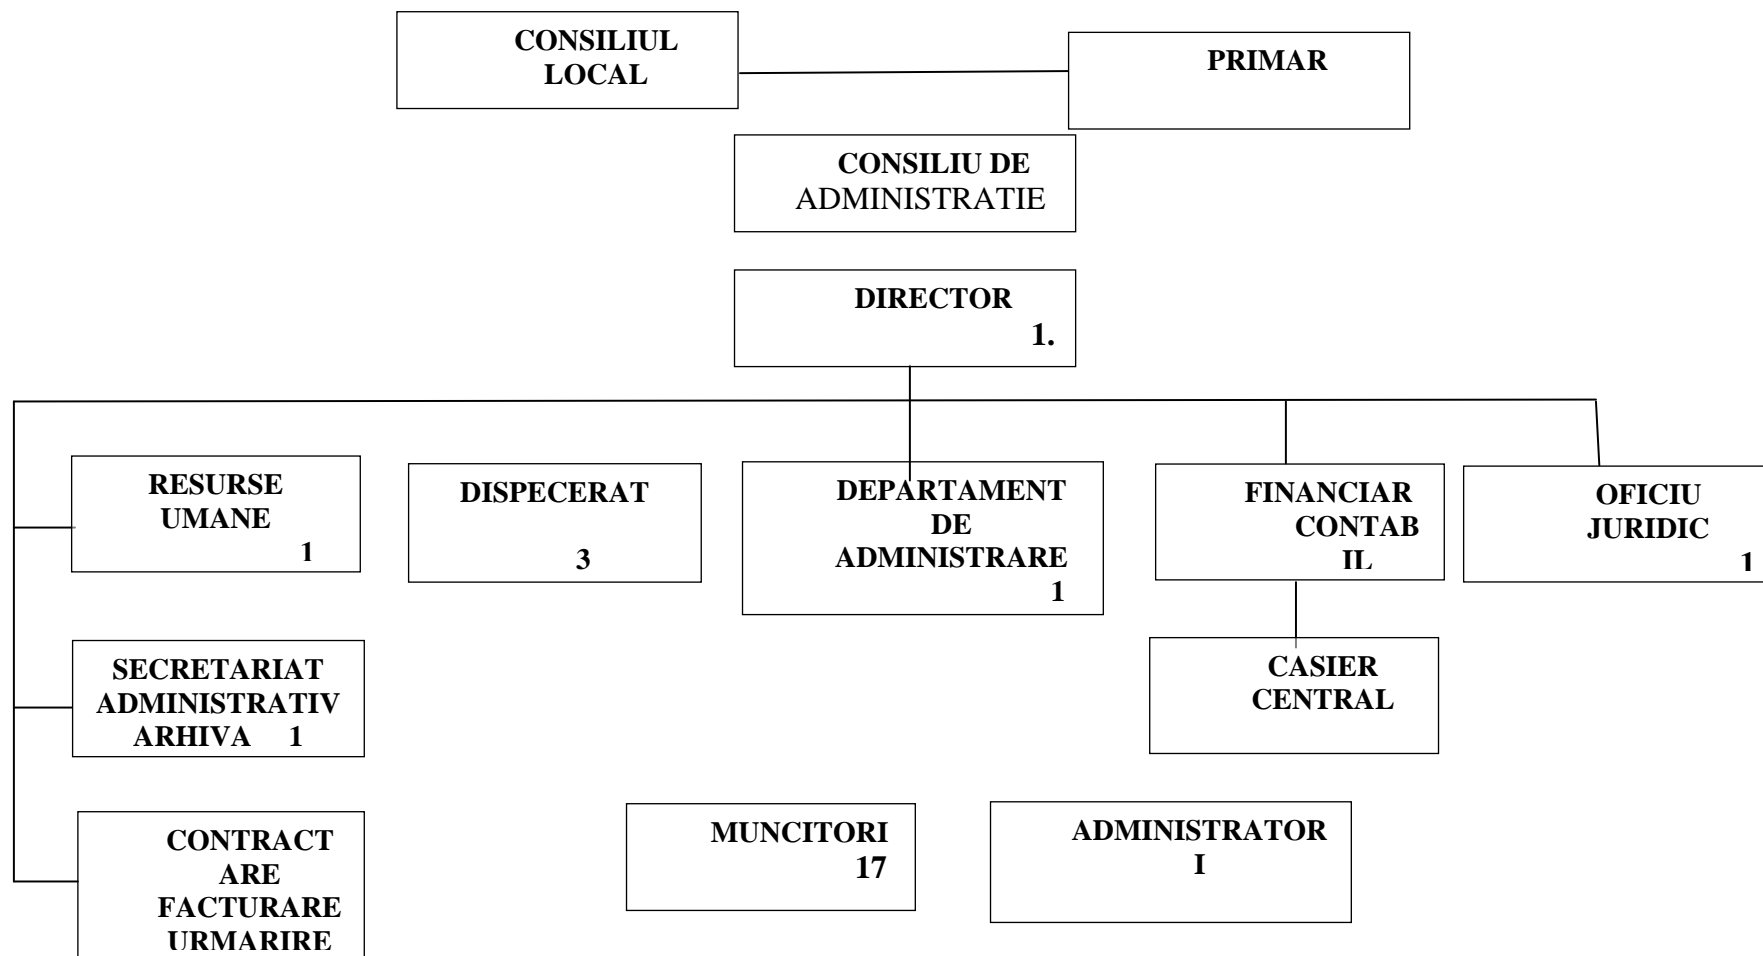 CONSILIUL
LOCAL
PRIMAR
CONSILIU DE
ADMINISTRATIE
DIRECTOR
1.
RESURSE
UMANE
1
DISPECERAT
3
DEPARTAMENT
DE
ADMINISTRARE
1
FINANCIAR
CONTAB
IL
OFICIU
JURIDIC
1
SECRETARIAT
ADMINISTRATIV
ARHIVA 1
CASIER
CENTRAL
CONTRACT
ARE
FACTURARE
URMARIRE
MUNCITORI
17
ADMINISTRATOR
I